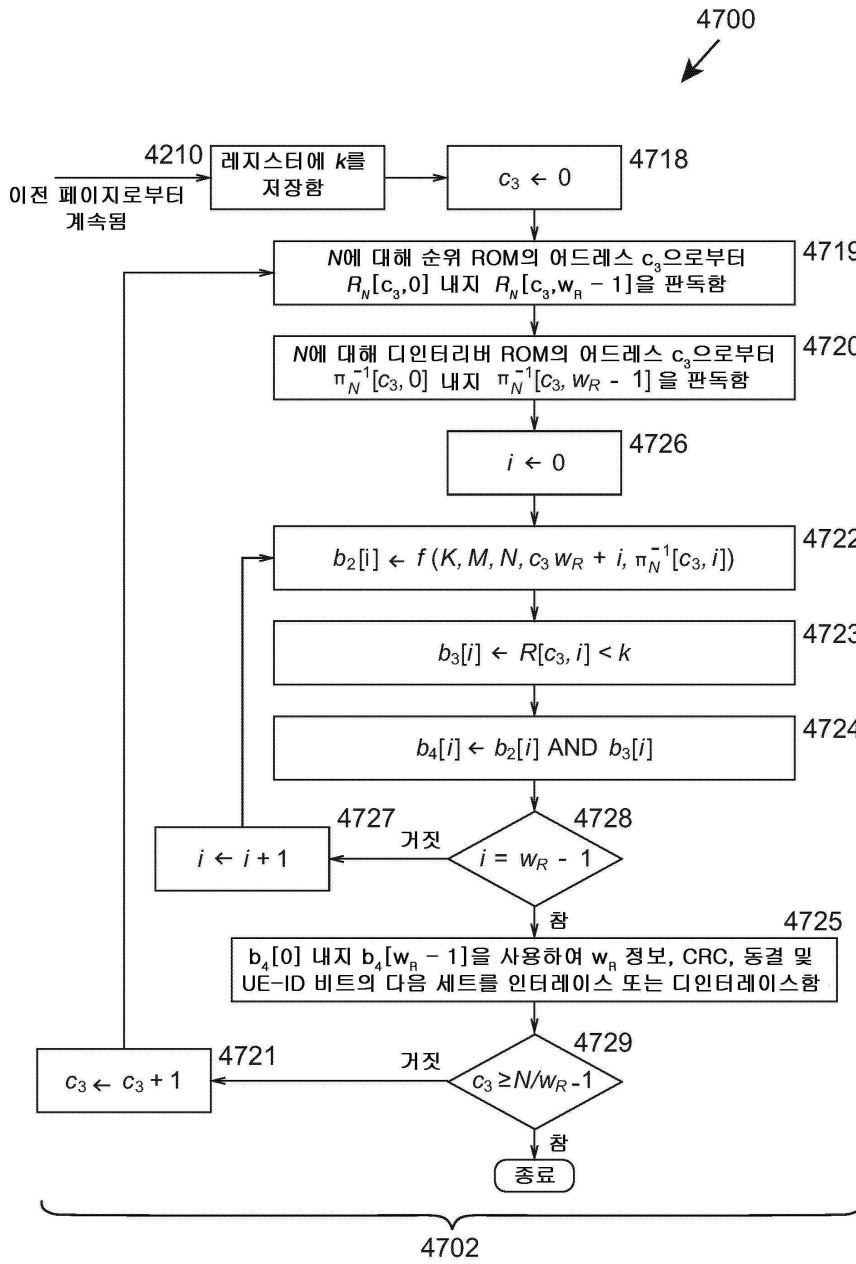 4700
4210
레지스터에 k를
저장함
이전 페이지로부터
계속됨
c₃ ← 0
4718
N에 대해 순위 ROM의 어드레스 c₃으로부터
R_N[c₃,0] 내지 R_N[c₃,w_R − 1]을 판독함
4719
N에 대해 디인터리버 ROM의 어드레스 c₃으로부터
π_N⁻¹[c₃, 0] 내지 π_N⁻¹[c₃, w_R - 1] 을 판독함
4720
i ← 0
4726
b₂[i] ← f (K, M, N, c₃ w_R + i, π_N⁻¹[c₃, i])
4722
b₃[i] ← R[c₃, i] < k
4723
b₄[i] ← b₂[i] AND b₃[i]
4724
i ← i + 1
4727
거짓
i = w_R - 1
4728
참
4725
b₄[0] 내지 b₄[w_R − 1]을 사용하여 w_R 정보, CRC, 동결 및
UE-ID 비트의 다음 세트를 인터레이스 또는 디인터레이스함
c₃ ← c₃ + 1
4721
거짓
c₃ ≥N/w_R -1
4729
참
종료
4702